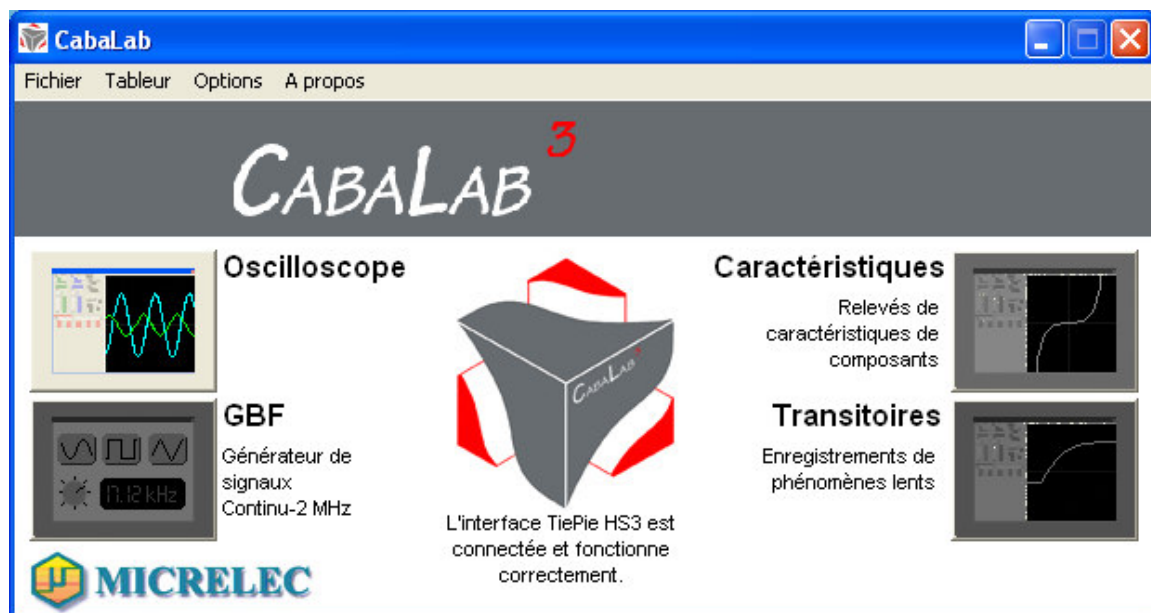 CabaLab
Fichier Tableur Options A propos
CABALAB 3
Oscilloscope
GBF
Générateur de
signaux
Continu-2 MHz
17.12 kHz
CABALAB 3
L'interface TiePie HS3 est
connectée et fonctionne
correctement.
Caractéristiques
Relevés de
caractéristiques de
composants
Transitoires
Enregistrements de
phénomènes lents
µ MICRELEC